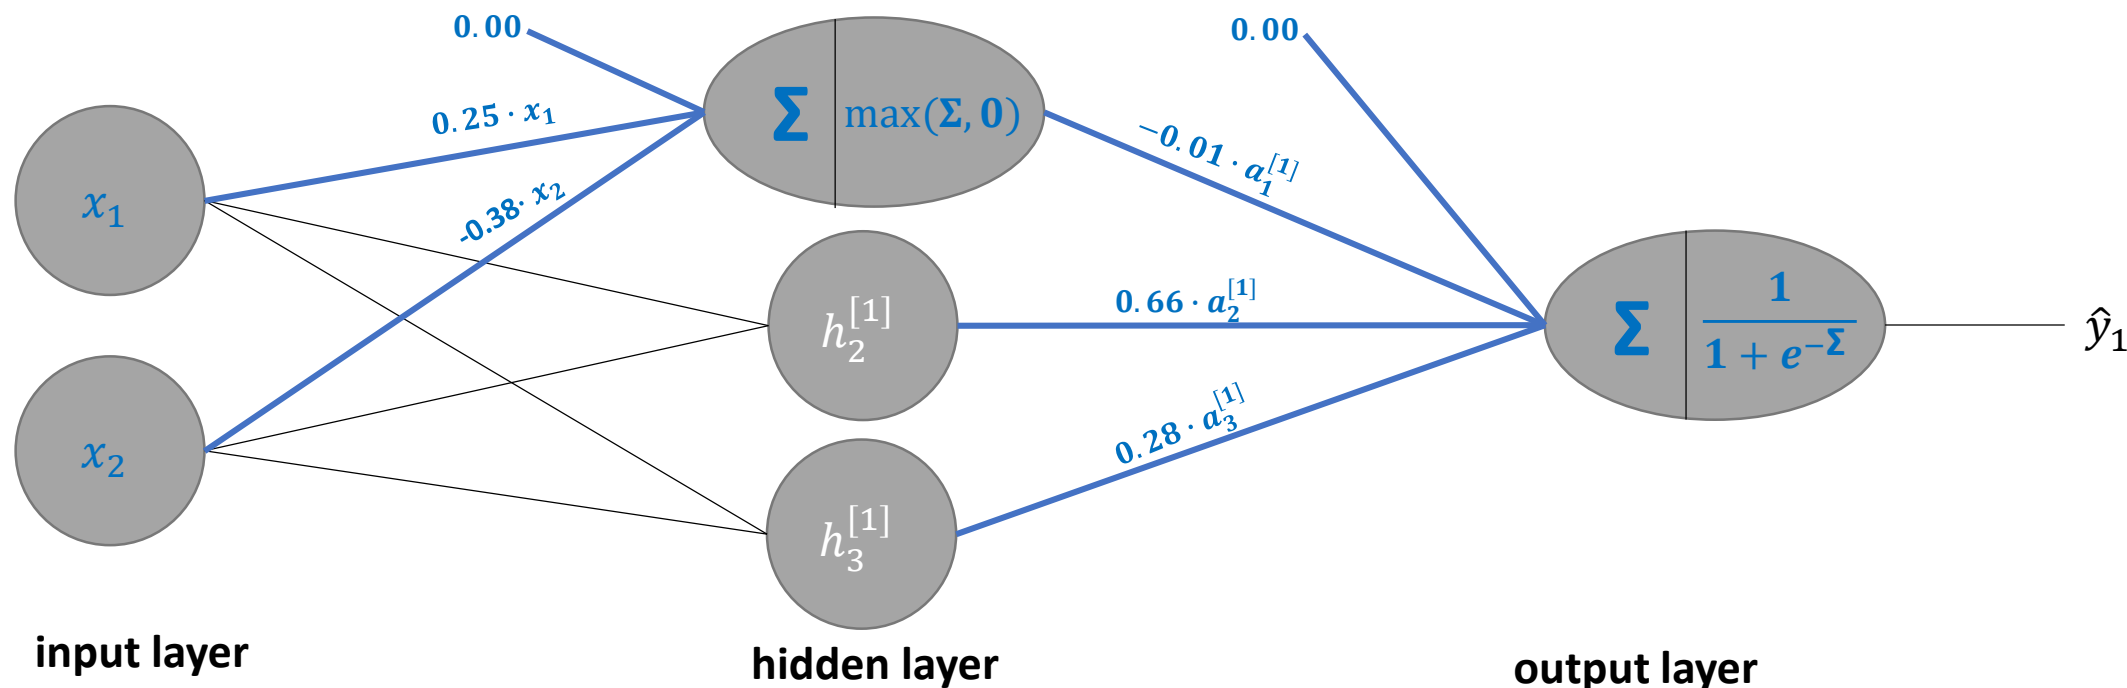 0.00
0.00
0.25 · x₁
Σ max(Σ, 0)
−0.01 · a₁^[1]
x₁
-0.38· x₂
0.66 · a₂^[1]
h₂^[1]
Σ 1 / (1 + e^−Σ)
ŷ₁
0.28 · a₃^[1]
x₂
h₃^[1]
input layer
hidden layer
output layer